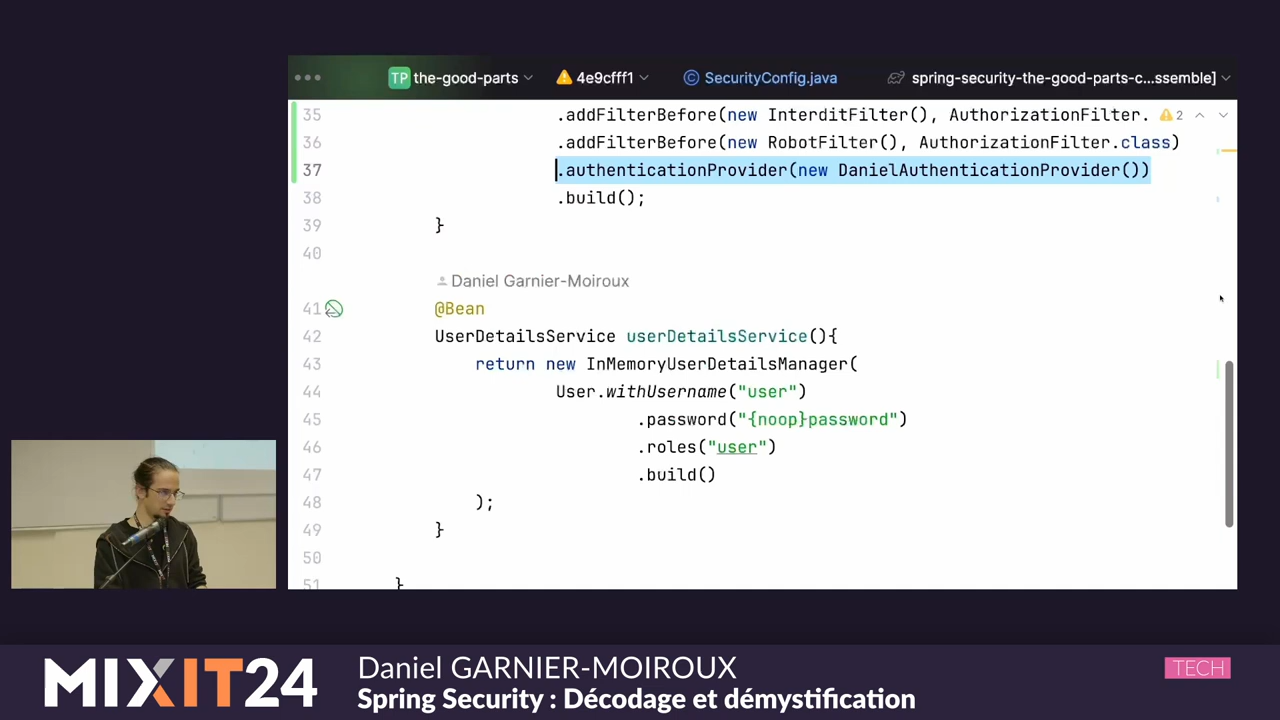 TP the-good-parts 4e9cfff1 SecurityConfig.java spring-security-the-good-parts-c...ssemble]
35 .addFilterBefore(new InterditFilter(), AuthorizationFilter. 2
36 .addFilterBefore(new RobotFilter(), AuthorizationFilter.class)
37 .authenticationProvider(new DanielAuthenticationProvider())
38 .build();
39 }
40
Daniel Garnier-Moiroux
41 @Bean
42 UserDetailsService userDetailsService(){
43 return new InMemoryUserDetailsManager(
44 User.withUsername("user")
45 .password("{noop}password")
46 .roles("user")
47 .build()
48 );
49 }
50
51 }
MIXIT24
Daniel GARNIER-MOIROUX
Spring Security : Décodage et démystification
TECH